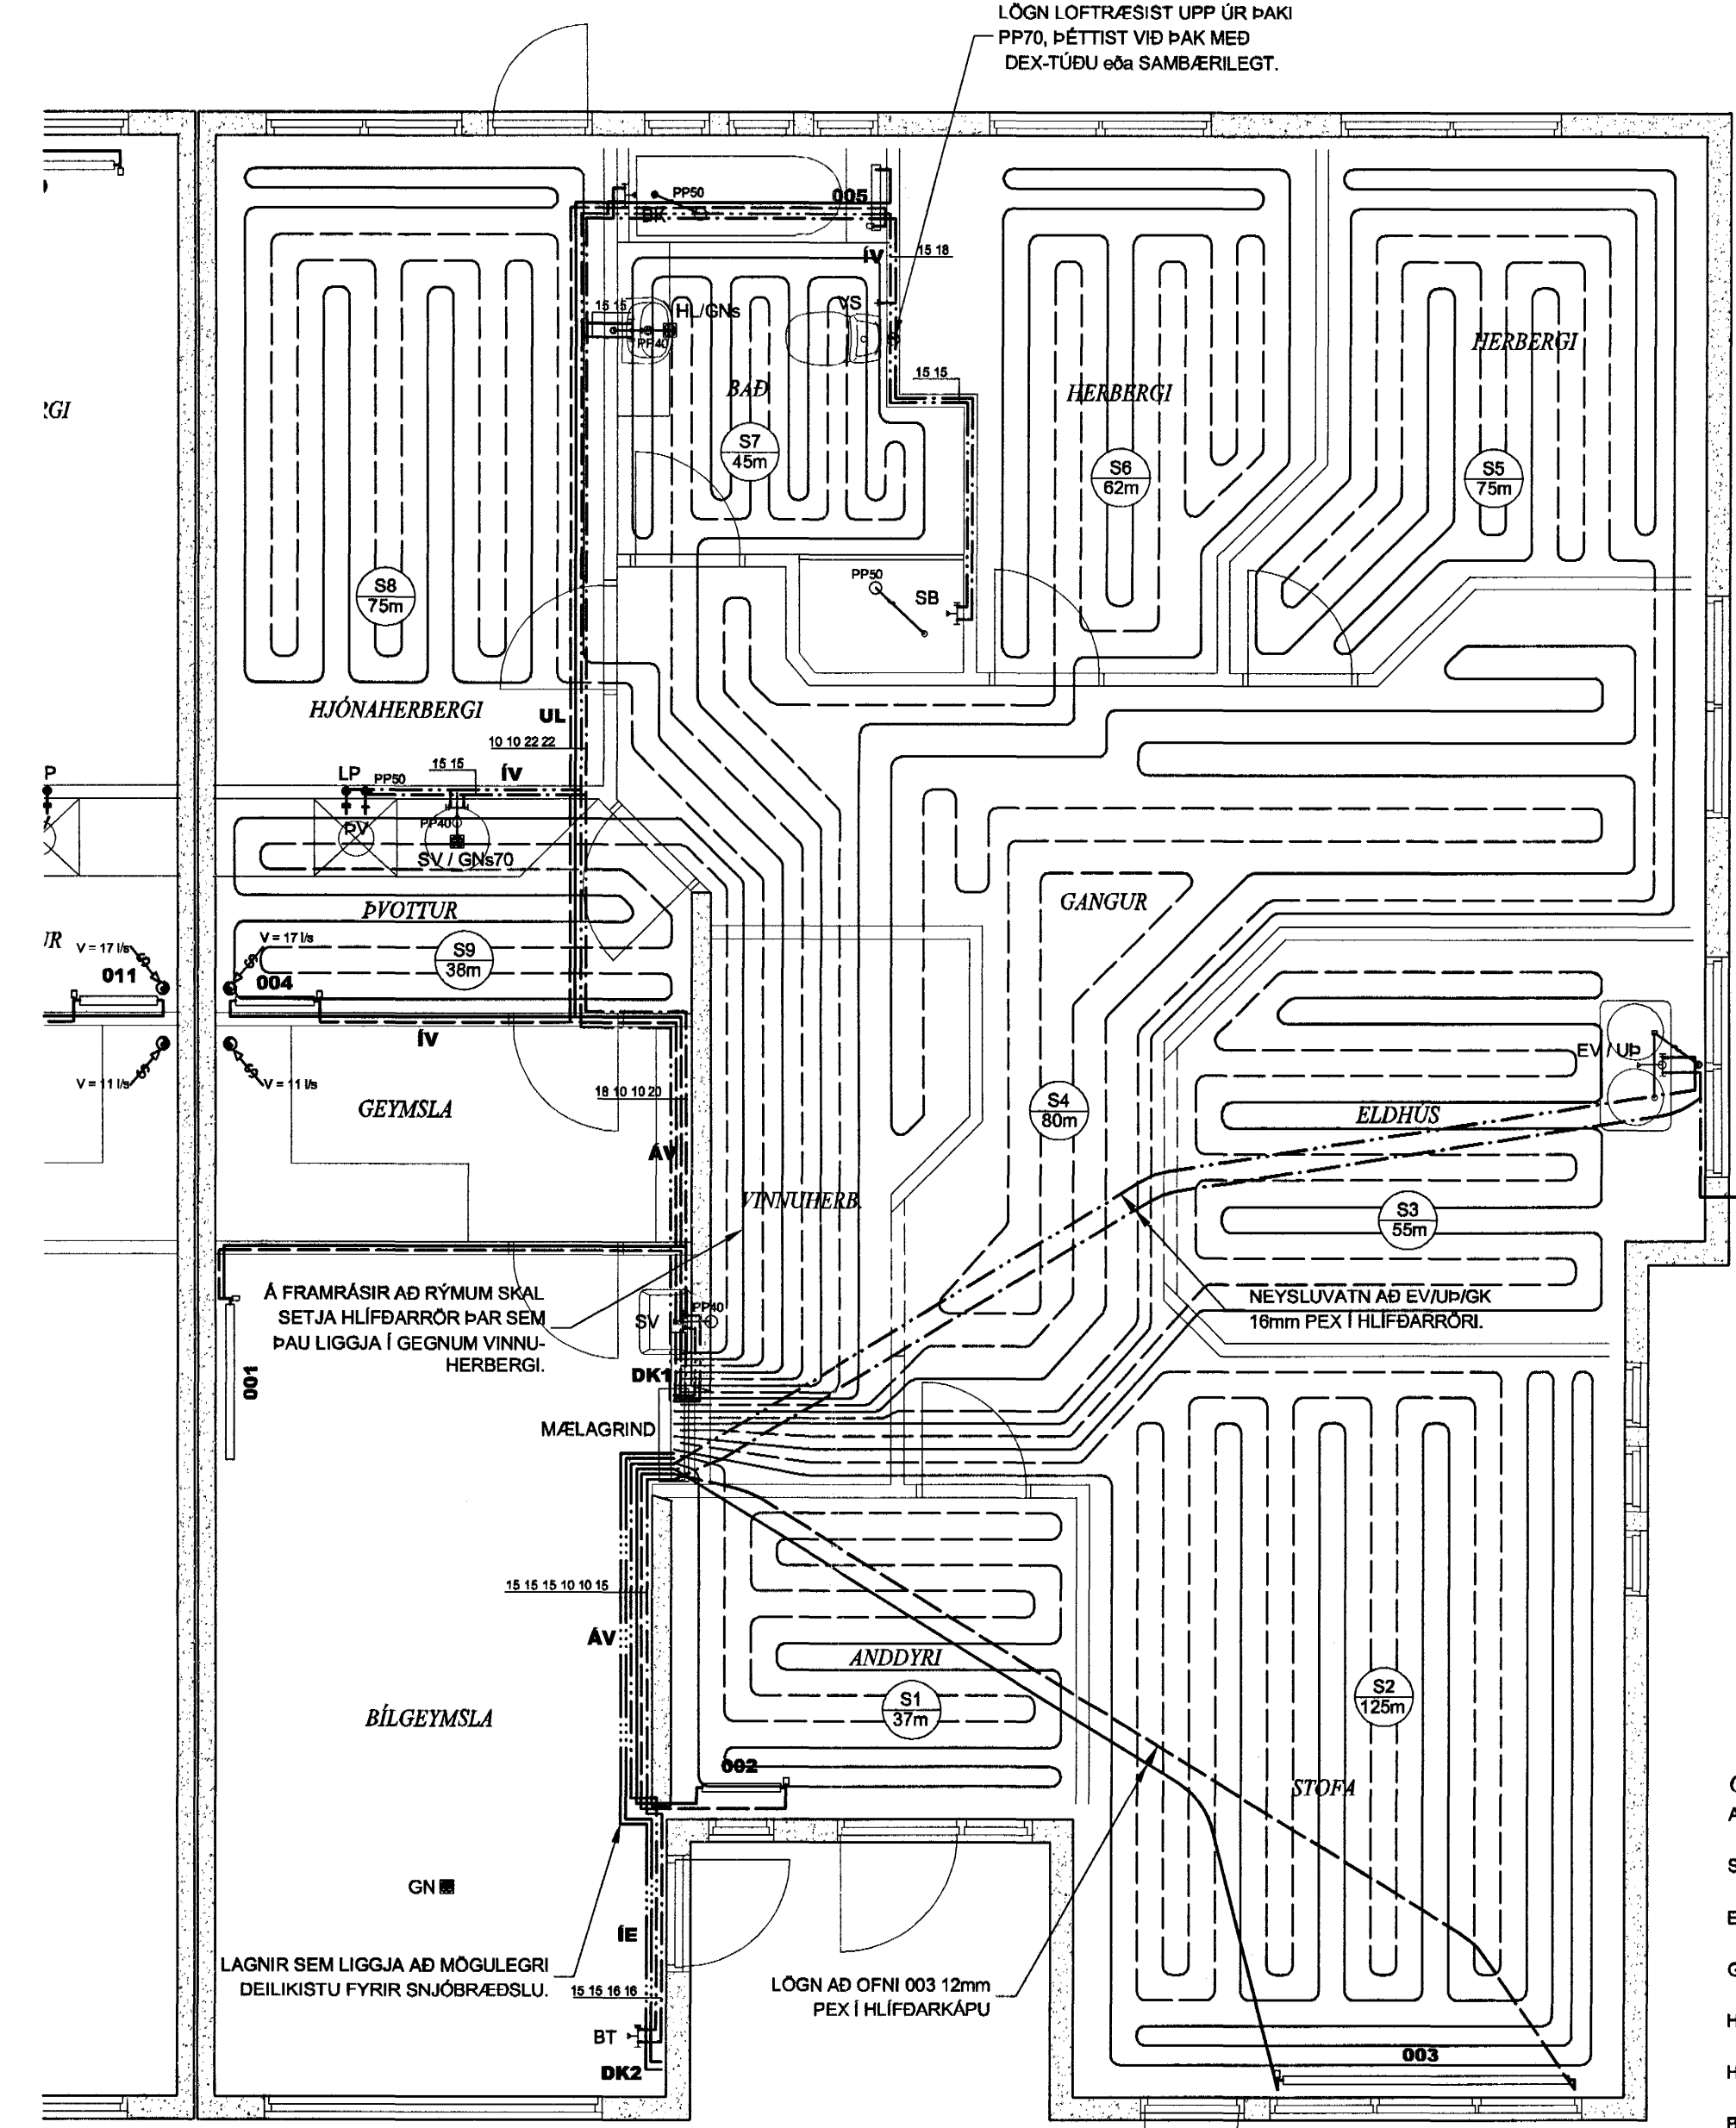 LÖGN LOFTRÆSIST UPP ÚR ÞAKI
PP70, ÞÉTTIST VIÐ ÞAK MEÐ
DEX-TÚÐU eða SAMBÆRILEGT.
PP50
BK
005
ÍV
15 18
15 15
HL/GNs
PP40
VS
BAÐ
S7
45m
15 15
HERBERGI
S6
62m
HERBERGI
S5
75m
S8
75m
PP50
SB
HJÓNAHERBERGI
UL
10 10 22 22
P
LP
PP50
15 15
ÍV
ÞV
PP40
SV / GNs70
ÞVOTTUR
S9
38m
V = 17 l/s
011
V = 17 l/s
004
ÍV
V = 11 l/s
V = 11 l/s
GEYMSLA
18 10 10 20
ÁV
GANGUR
S4
80m
EV / UÞ
ELDHÚS
S3
55m
VINNUHERB.
Á FRAMRÁSIR AÐ RÝMUM SKAL
SETJA HLÍFÐARRÖR ÞAR SEM
ÞAU LIGGJA Í GEGNUM VINNU-
HERBERGI.
NEYSLUVATN AÐ EV/UÞ/GK
16mm PEX Í HLÍFÐARRÖRI.
SV
PP40
001
DK1
MÆLAGRIND
15 15 15 10 10 15
ÁV
ANDDYRI
S1
37m
S2
125m
BÍLGEYMSLA
002
STOFA
GN
ÍE
LAGNIR SEM LIGGJA AÐ MÖGULEGRI
DEILIKISTU FYRIR SNJÓBRÆÐSLU.
15 15 16 16
LÖGN AÐ OFNI 003 12mm
PEX Í HLÍFÐARKÁPU
BT
DK2
003